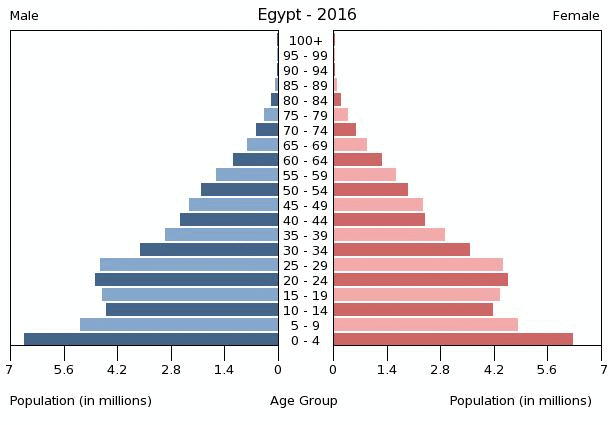 Male Egypt - 2016 Female
100+
95 - 99
90 - 94
85 - 89
80 - 84
75 - 79
70 - 74
65 - 69
60 - 64
55 - 59
50 - 54
45 - 49
40 - 44
35 - 39
30 - 34
25 - 29
20 - 24
15 - 19
10 - 14
5 - 9
0 - 4
7 5.6 4.2 2.8 1.4 0 0 1.4 2.8 4.2 5.6 7
Population (in millions) Age Group Population (in millions)